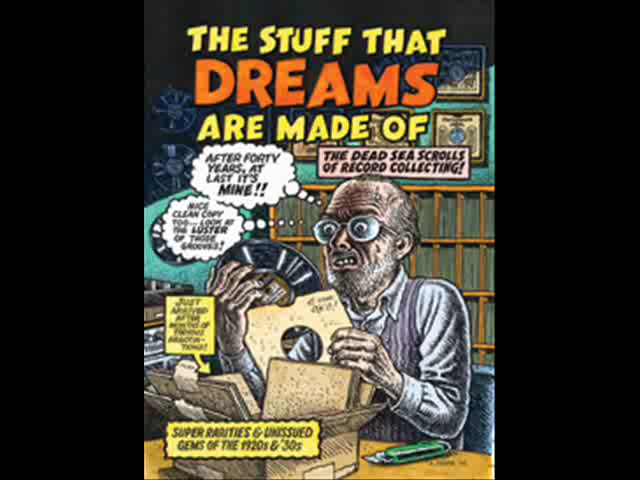 THE STUFF THAT
DREAMS
ARE MADE OF
THE DEAD SEA SCROLLS
OF RECORD COLLECTING!
AFTER FORTY
YEARS, AT
LAST IT'S
MINE!!
NICE
CLEAN COPY
TOO... LOOK AT
THE LUSTER
OF THOSE
GROOVES!
JUST
ARRIVED
AFTER
MONTHS OF
TENSE
NEGOTIA-
TIONS!
SUPER RARITIES & UNISSUED
GEMS OF THE 1920s & '30s